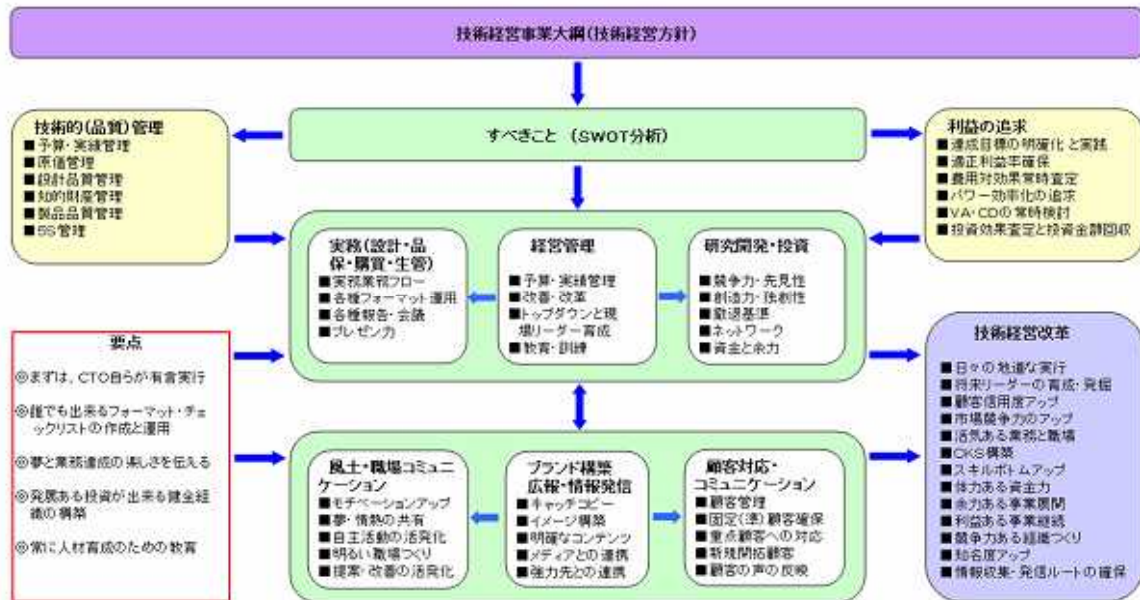 技術経営事業大綱(技術経営方針)
すべきこと （SWOT分析）
技術的(品質)管理
■予算・実績管理
■原価管理
■設計品質管理
■知的財産管理
■製品品質管理
■5S管理
利益の追求
■達成目標の明確化と実践
■適正利益率確保
■費用対効果常時査定
■パワー効率化の追求
■VA・CDの常時検討
■投資効果査定と投資金額回収
実務(設計・品
保・購買・生管)
■実務業務フロー
■各種フォーマット運用
■各種報告・会議
■プレゼン力
経営管理
■予算・実績管理
■改善・改革
■トップダウンと現
場リーダー育成
■教育・訓練
研究開発・投資
■競争力・先見性
■創造力・独創性
■撤退基準
■ネットワーク
■資金と余力
要点
◎まずは、CTO自らが有言実行
◎誰でも出来るフォーマット・チェ
ックリストの作成と運用
◎夢と業務達成の楽しさを伝える
◎発展ある投資が出来る健全組
織の構築
◎常に人材育成のための教育
風土・職場コミュニ
ケーション
■モチベーションアップ
■夢・情熱の共有
■自主活動の活発化
■明るい職場つくり
■提案・改善の活発化
ブランド構築
広報・情報発信
■キャッチコピー
■イメージ構築
■明確なコンテンツ
■メディアとの連携
■強力先との連携
顧客対応・
コミュニケーション
■顧客管理
■固定(準)顧客確保
■重点顧客への対応
■新規開拓顧客
■顧客の声の反映
技術経営改革
■日々の地道な実行
■将来リーダーの育成・発掘
■顧客信用度アップ
■市場競争力のアップ
■活気ある業務と職場
■OKS構築
■スキルボトムアップ
■体力ある資金力
■余力ある事業展開
■利益ある事業継続
■競争力ある組織つくり
■知名度アップ
■情報収集・発信ルートの確保